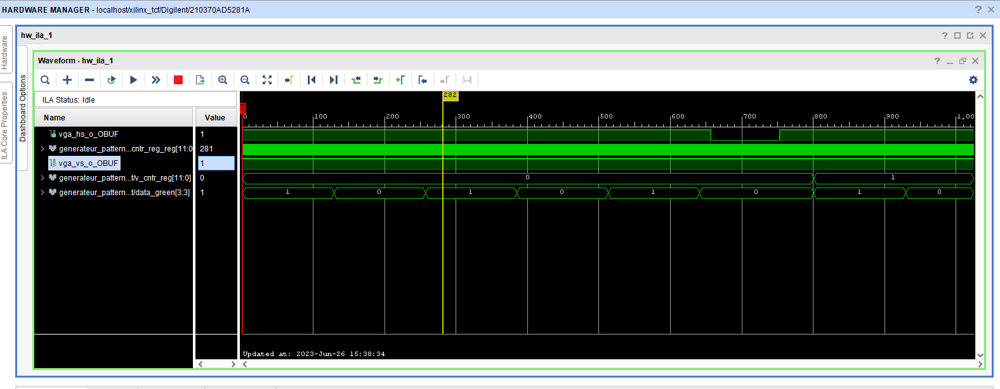 HARDWARE MANAGER - localhost/xilinx_tcf/Digilent/210370AD5281A
hw_ila_1
Hardware
ILA Core Properties
Dashboard Options
Waveform - hw_ila_1
ILA Status: Idle
Name Value
282
0 100 200 300 400 500 600 700 800 900 1,00
vga_hs_o_OBUF 1
generateur_pattern...cntr_reg_reg[11:0 281
vga_vs_o_OBUF 1
generateur_pattern...t/v_cntr_reg[11:0] 0 0 1
generateur_pattern...t/data_green[3:3] 1 1 0 1 0 1 0 1 0
Updated at: 2023-Jun-26 15:38:34